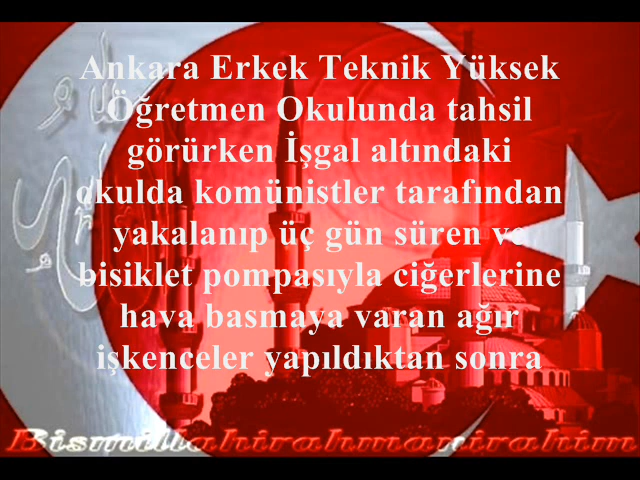 Ankara Erkek Teknik Yüksek
Öğretmen Okulunda tahsil
görürken İşgal altındaki
okulda komünistler tarafından
yakalanıp üç gün süren ve
bisiklet pompasıyla ciğerlerine
hava basmaya varan ağır
işkenceler yapıldıktan sonra
Bismillahirahmanirahim